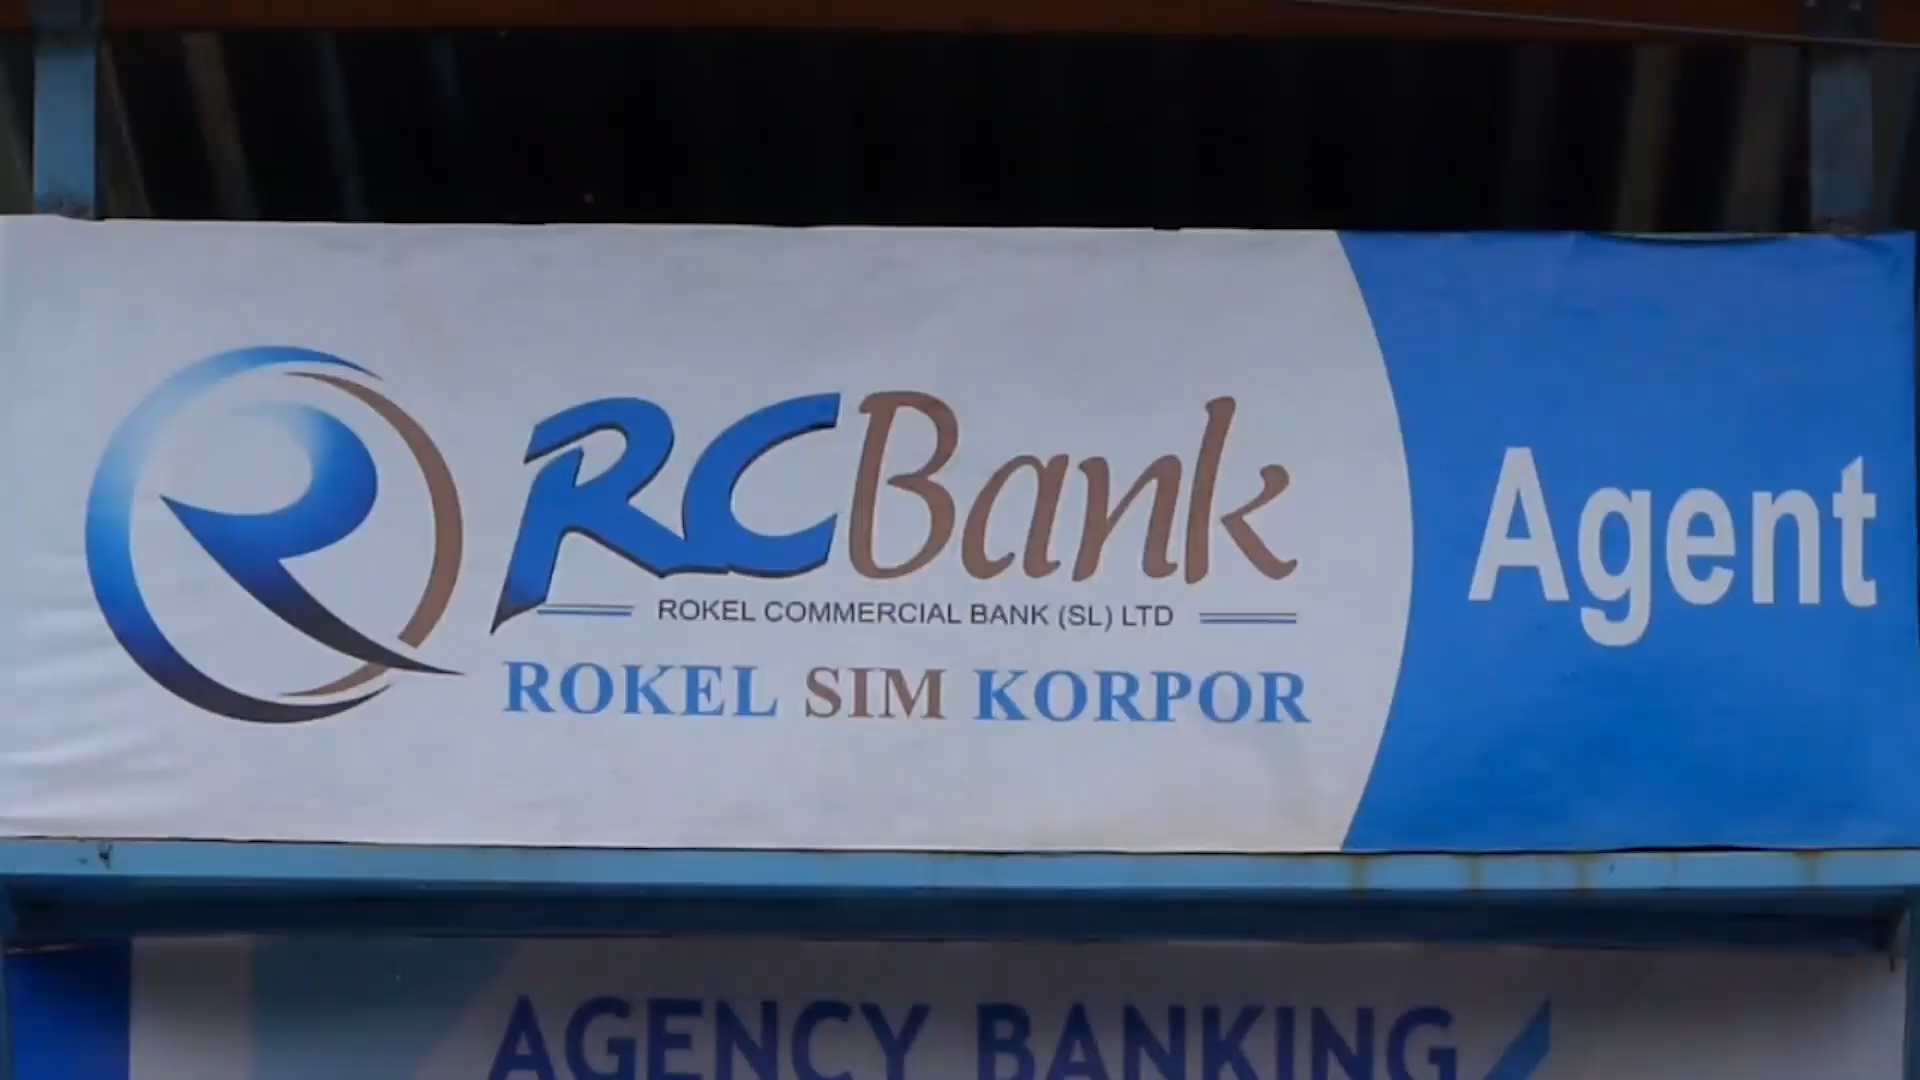 RCBank
ROKEL COMMERCIAL BANK (SL) LTD
ROKEL SIM KORPOR
Agent
AGENCY BANKING